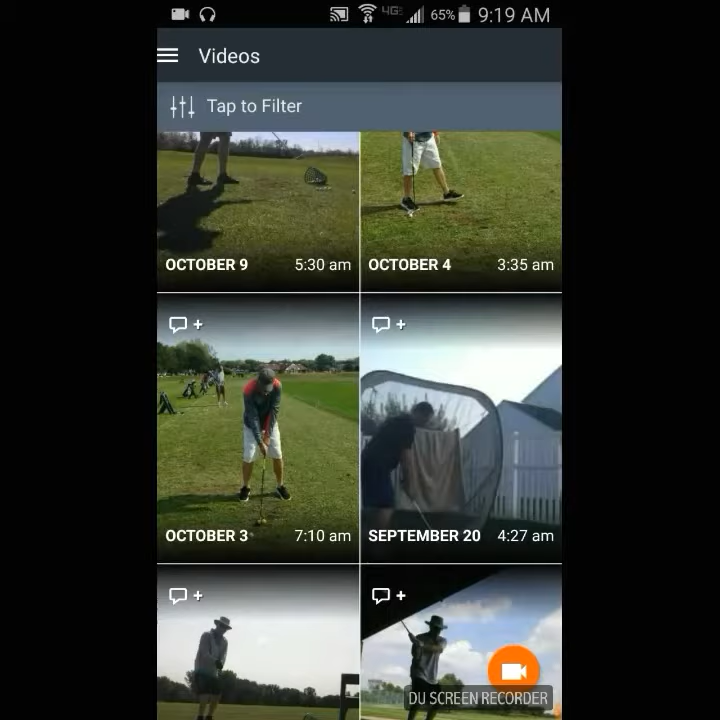 4G 65% 9:19 AM
Videos
Tap to Filter
OCTOBER 9 5:30 am
OCTOBER 4 3:35 am
+
+
OCTOBER 3 7:10 am
SEPTEMBER 20 4:27 am
+
+
DU SCREEN RECORDER